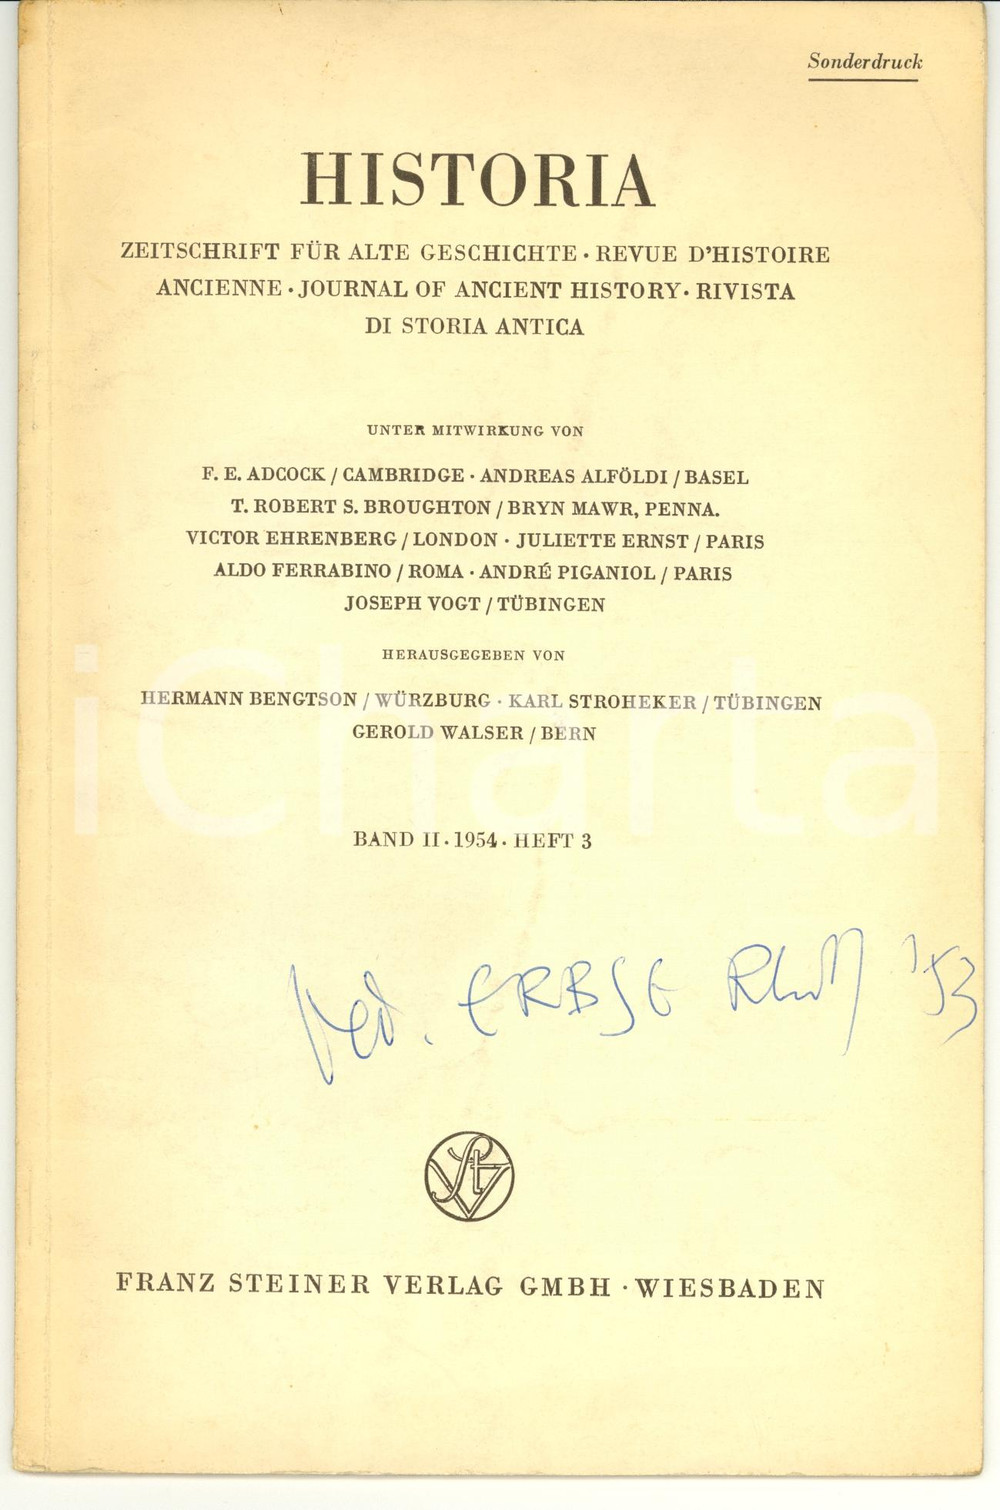 Sonderdruck
HISTORIA
ZEITSCHRIFT FÜR ALTE GESCHICHTE · REVUE D'HISTOIRE
ANCIENNE · JOURNAL OF ANCIENT HISTORY · RIVISTA
DI STORIA ANTICA
UNTER MITWIRKUNG VON
F. E. ADCOCK / CAMBRIDGE · ANDREAS ALFÖLDI / BASEL
T. ROBERT S. BROUGHTON / BRYN MAWR, PENNA.
VICTOR EHRENBERG / LONDON · JULIETTE ERNST / PARIS
ALDO FERRABINO / ROMA · ANDRÉ PIGANIOL / PARIS
JOSEPH VOGT / TÜBINGEN
HERAUSGEGEBEN VON
HERMANN BENGTSON / WÜRZBURG · KARL STROHEKER / TÜBINGEN
GEROLD WALSER / BERN
iCharta
BAND II · 1954 · HEFT 3
ERBSE '53
FRANZ STEINER VERLAG GMBH · WIESBADEN